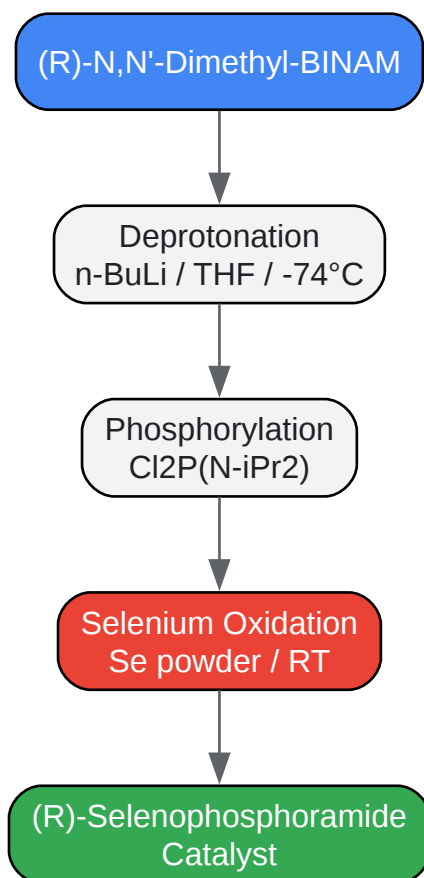 (R)-N,N'-Dimethyl-BINAM
Deprotonation
n-BuLi / THF / -74°C
Phosphorylation
Cl2P(N-iPr2)
Selenium Oxidation
Se powder / RT
(R)-Selenophosphoramide
Catalyst